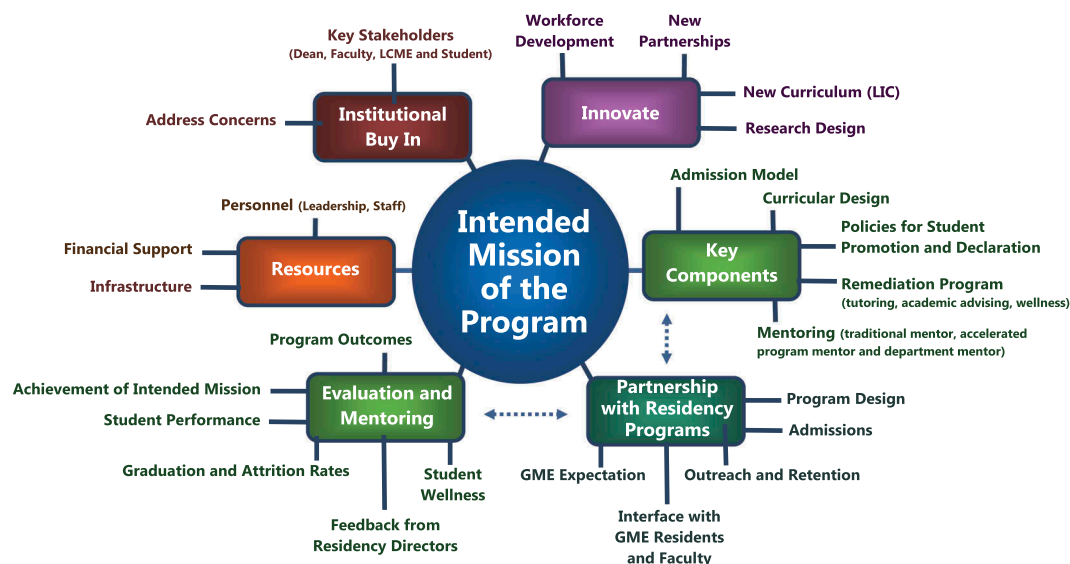 Key Stakeholders
(Dean, Faculty, LCME and Student)
Address Concerns
Institutional
Buy In
Workforce
Development
New
Partnerships
Innovate
New Curriculum (LIC)
Research Design
Personnel (Leadership, Staff)
Financial Support
Infrastructure
Resources
Intended
Mission
of the
Program
Admission Model
Curricular Design
Key
Components
Policies for Student
Promotion and Declaration
Remediation Program
(tutoring, academic advising, wellness)
Mentoring (traditional mentor, accelerated
program mentor and department mentor)
Program Outcomes
Achievement of Intended Mission
Student Performance
Evaluation and
Mentoring
Graduation and Attrition Rates
Student
Wellness
Feedback from
Residency Directors
Partnership
with Residency
Programs
Program Design
Admissions
GME Expectation
Outreach and Retention
Interface with
GME Residents
and Faculty